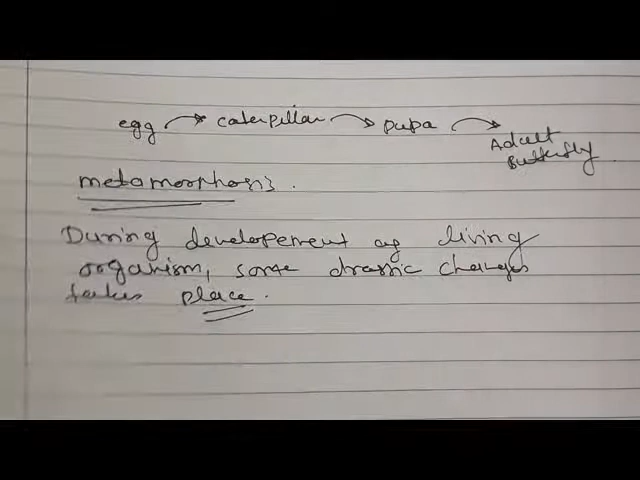 egg → caterpillar → pupa → Adult Butterfly
metamorphosis.
During developement of living
organism, some drastic changes
takes place.